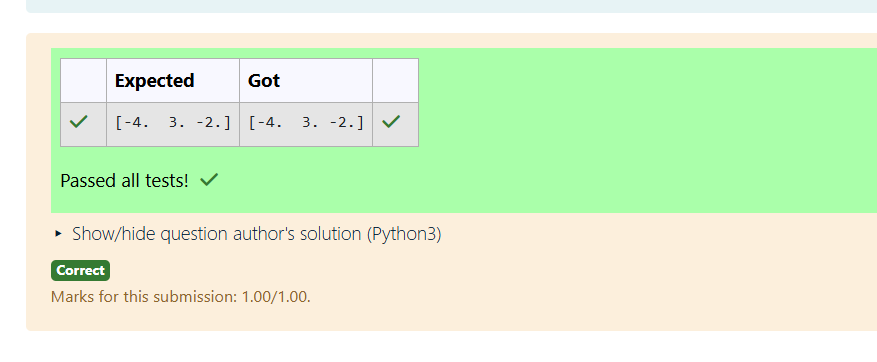 Expected Got
[-4.  3. -2.] [-4.  3. -2.]
Passed all tests!
Show/hide question author's solution (Python3)
Correct
Marks for this submission: 1.00/1.00.